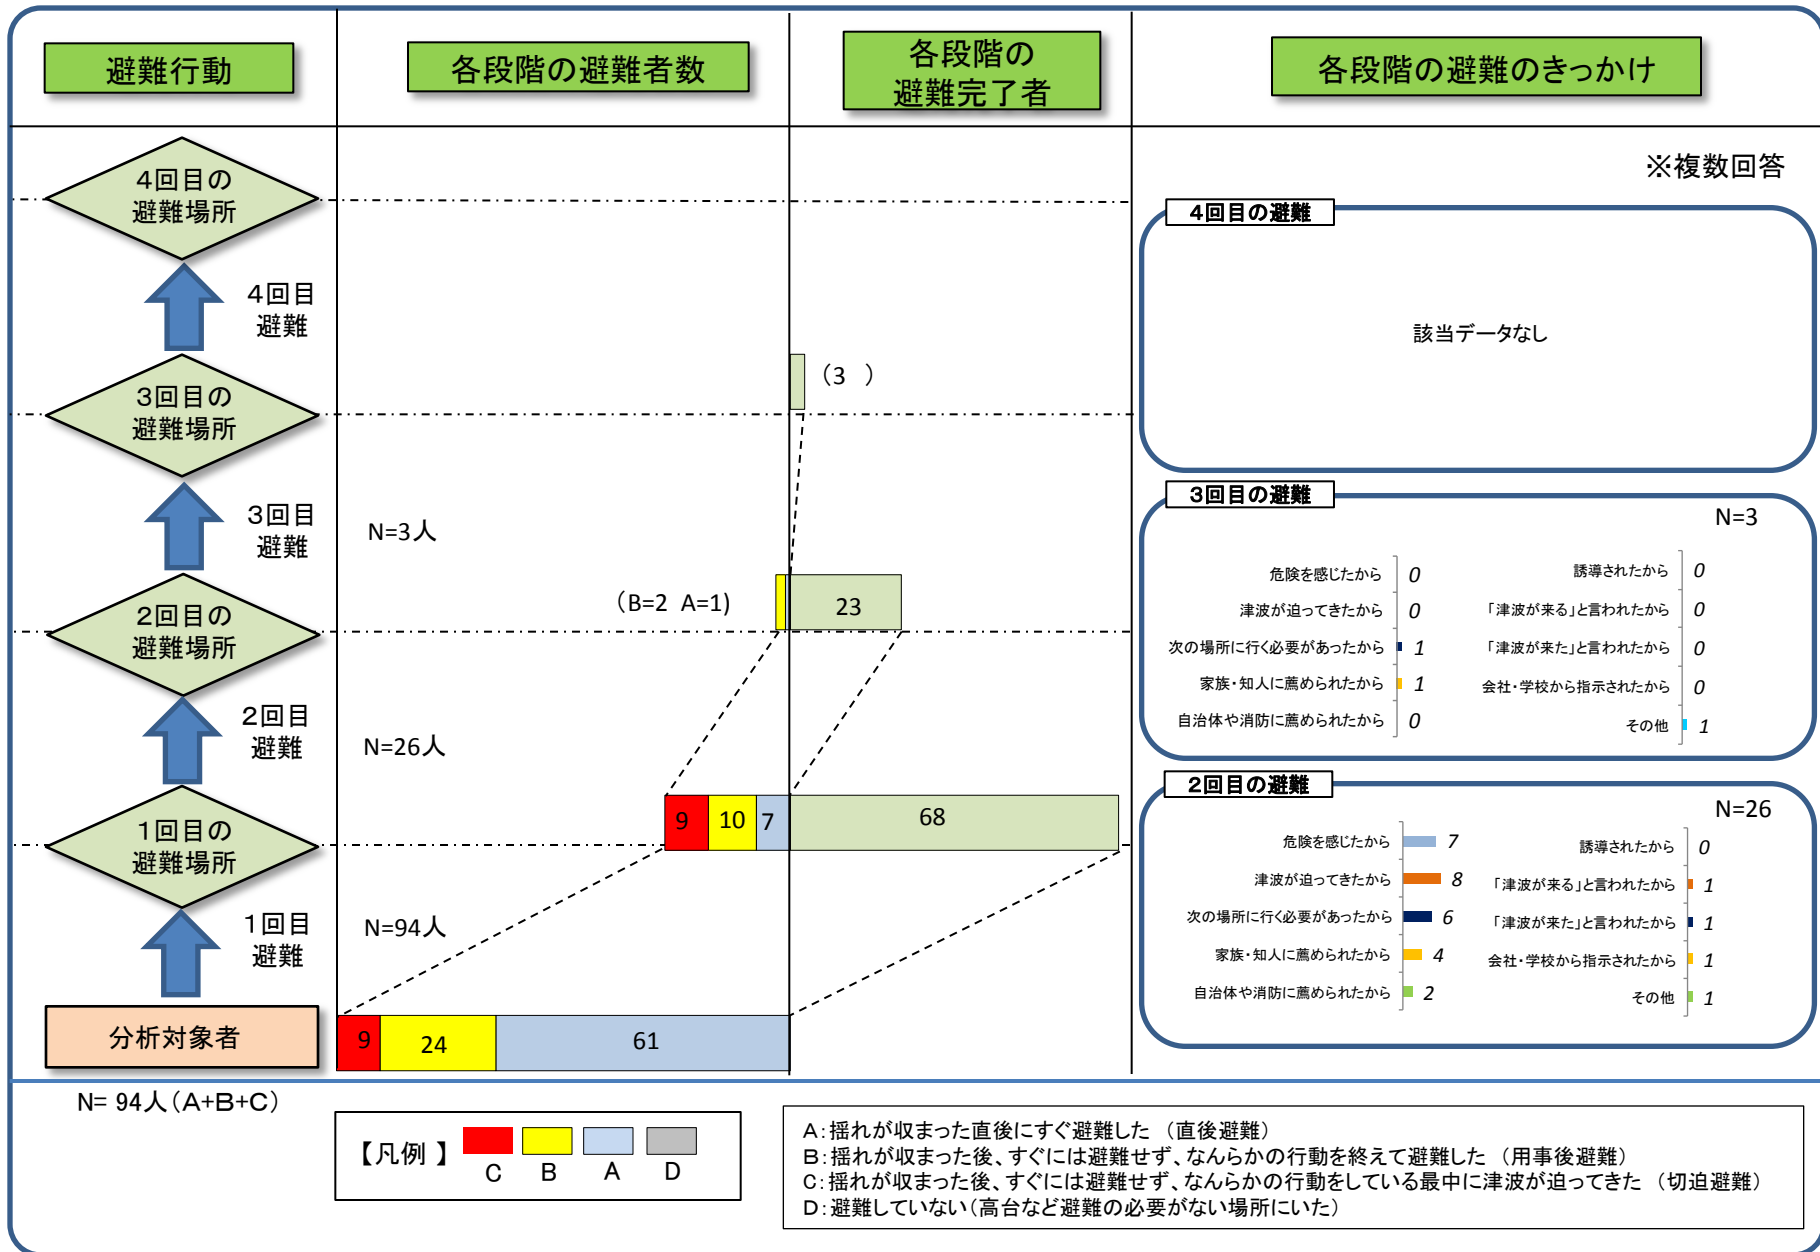 避難行動
各段階の避難者数
各段階の
避難完了者
各段階の避難のきっかけ
※複数回答
4回目の
避難場所
4回目
避難
3回目の
避難場所
3回目
避難
2回目の
避難場所
2回目
避難
1回目の
避難場所
1回目
避難
分析対象者
N= 94人(A+B+C)
(3 )
N=3人
(B=2 A=1)
23
N=26人
9 10 7 68
N=94人
9 24 61
4回目の避難
該当データなし
3回目の避難
N=3
危険を感じたから 0
津波が迫ってきたから 0
次の場所に行く必要があったから 1
家族・知人に薦められたから 1
自治体や消防に薦められたから 0
誘導されたから 0
「津波が来る」と言われたから 0
「津波が来た」と言われたから 0
会社・学校から指示されたから 0
その他 1
2回目の避難
N=26
危険を感じたから 7
津波が迫ってきたから 8
次の場所に行く必要があったから 6
家族・知人に薦められたから 4
自治体や消防に薦められたから 2
誘導されたから 0
「津波が来る」と言われたから 1
「津波が来た」と言われたから 1
会社・学校から指示されたから 1
その他 1
【凡例 】
C B A D
A:揺れが収まった直後にすぐ避難した (直後避難)
B:揺れが収まった後、すぐには避難せず、なんらかの行動を終えて避難した (用事後避難)
C:揺れが収まった後、すぐには避難せず、なんらかの行動をしている最中に津波が迫ってきた (切迫避難)
D:避難していない(高台など避難の必要がない場所にいた)